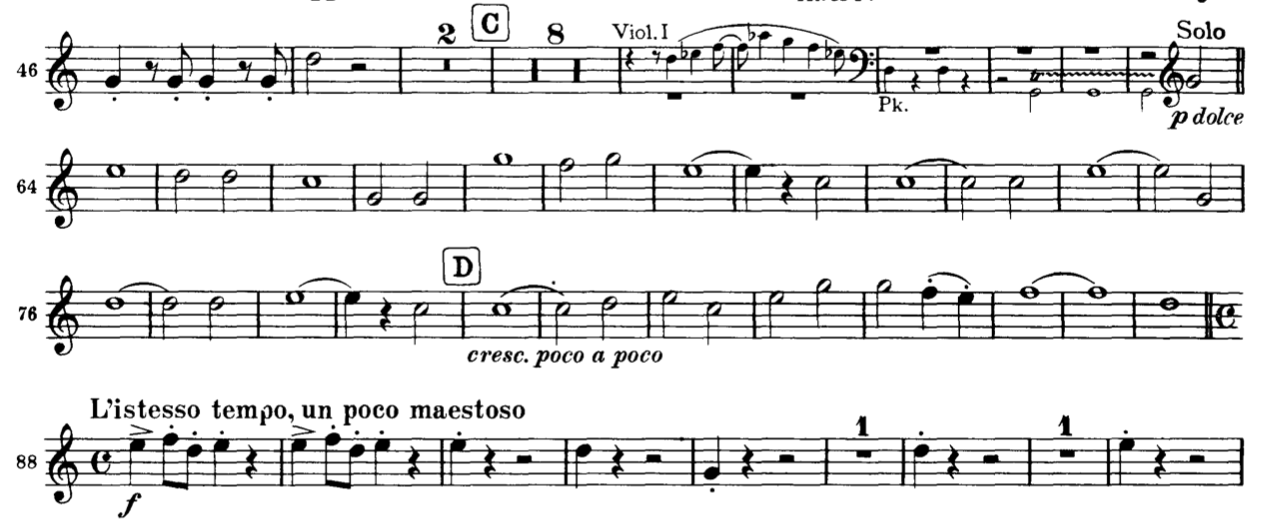 C
2 8 Viol. I Solo
46
Pk. p dolce
64
D
76
cresc. poco a poco
L'istesso tempo, un poco maestoso
1 1
88
f